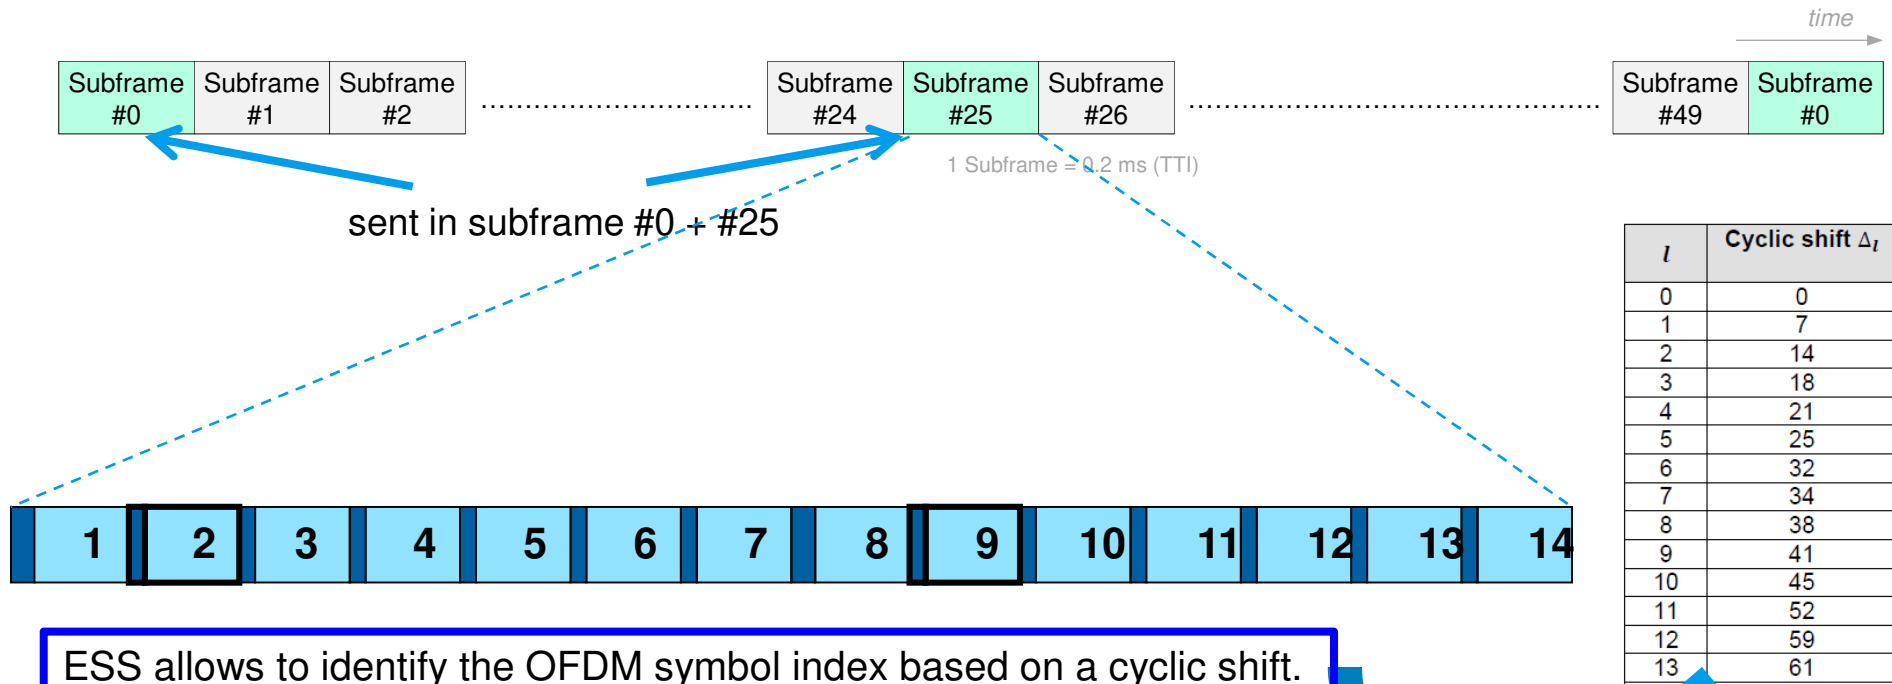 time
Subframe #0 Subframe #1 Subframe #2 .............................. Subframe #24 Subframe #25 Subframe #26 .............................................. Subframe #49 Subframe #0
1 Subframe = 0.2 ms (TTI)
sent in subframe #0 + #25
l Cyclic shift Δl
0 0
1 7
2 14
3 18
4 21
5 25
6 32
7 34
8 38
9 41
10 45
11 52
12 59
13 61
1 2 3 4 5 6 7 8 9 10 11 12 13 14
ESS allows to identify the OFDM symbol index based on a cyclic shift.